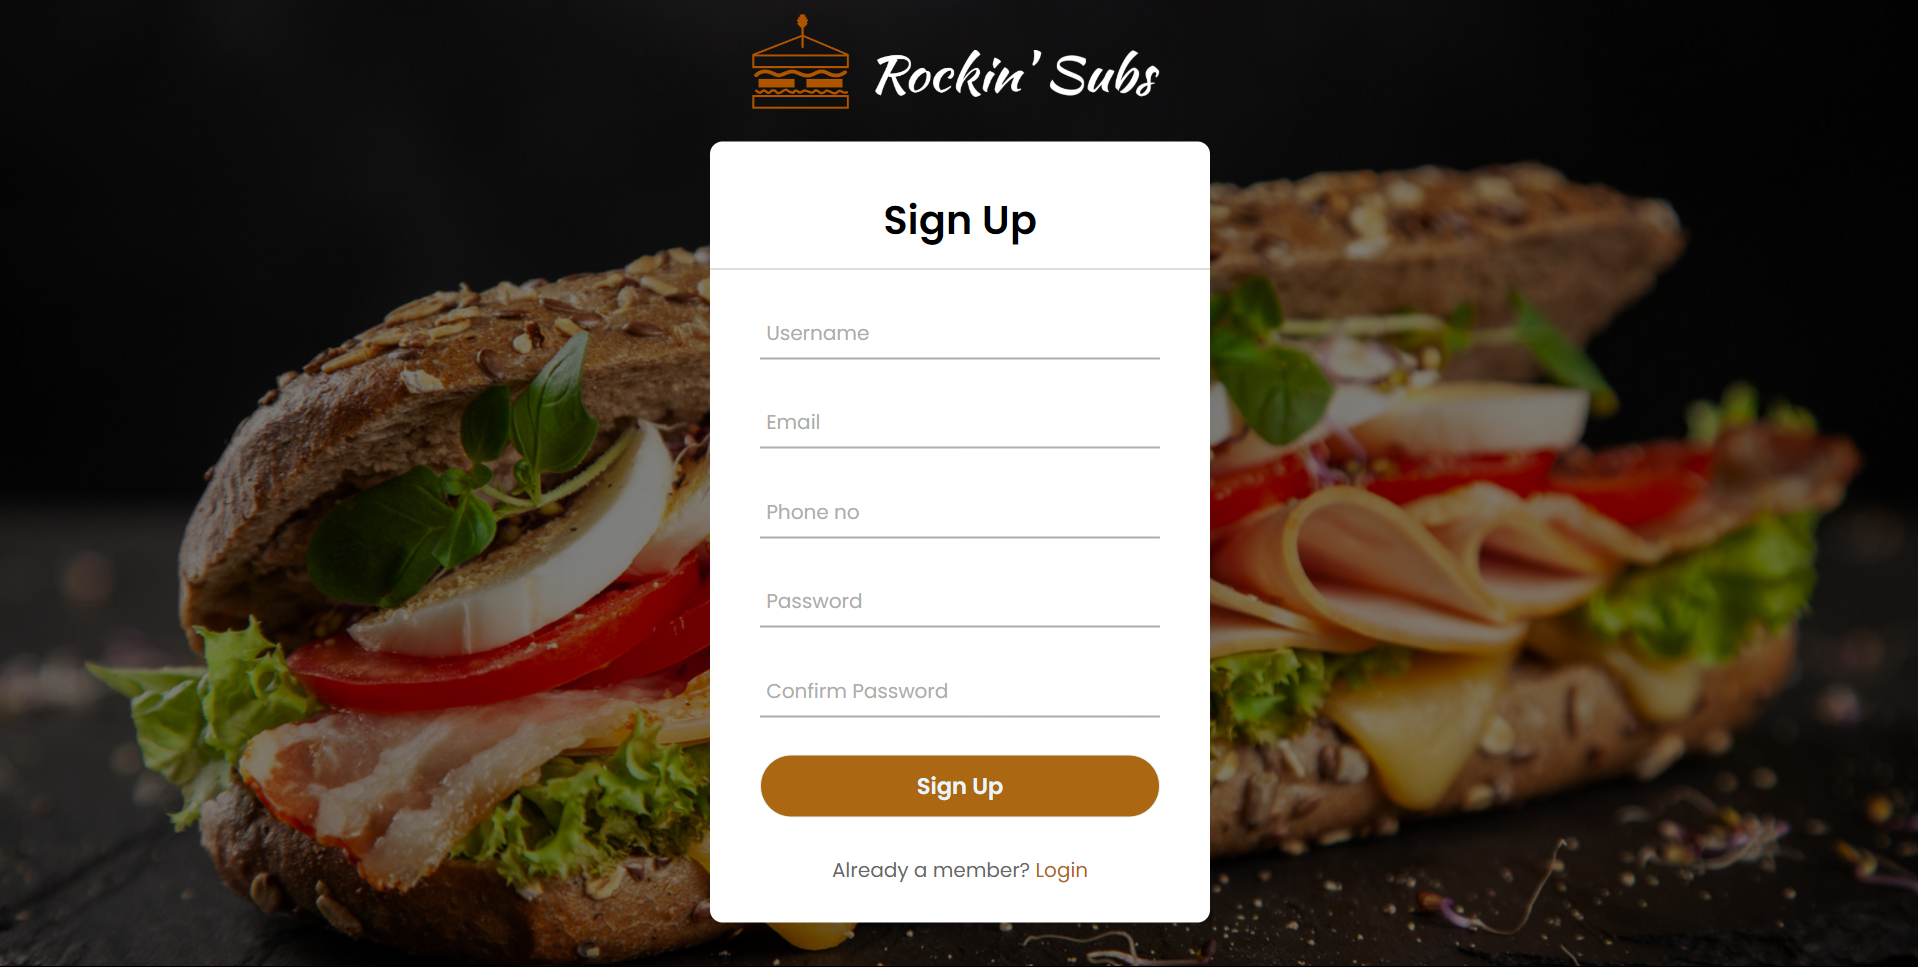 Rockin' Subs
Sign Up
Username
Email
Phone no
Password
Confirm Password
Sign Up
Already a member? Login